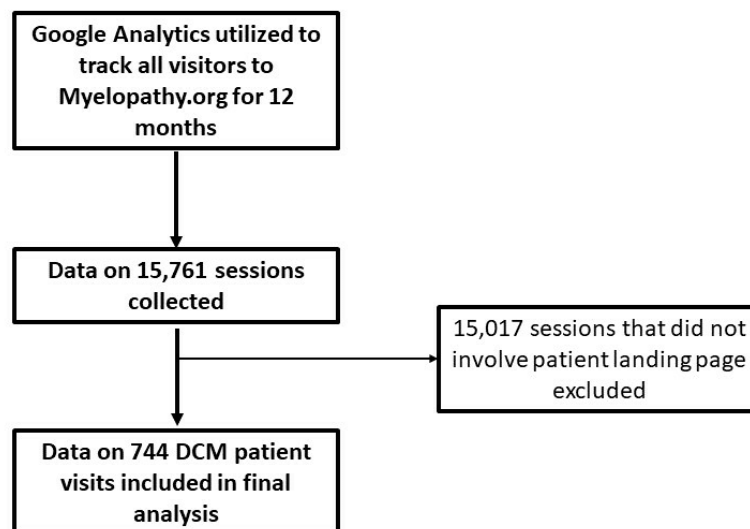 Google Analytics utilized to
track all visitors to
Myelopathy.org for 12
months
Data on 15,761 sessions
collected
15,017 sessions that did not
involve patient landing page
excluded
Data on 744 DCM patient
visits included in final
analysis